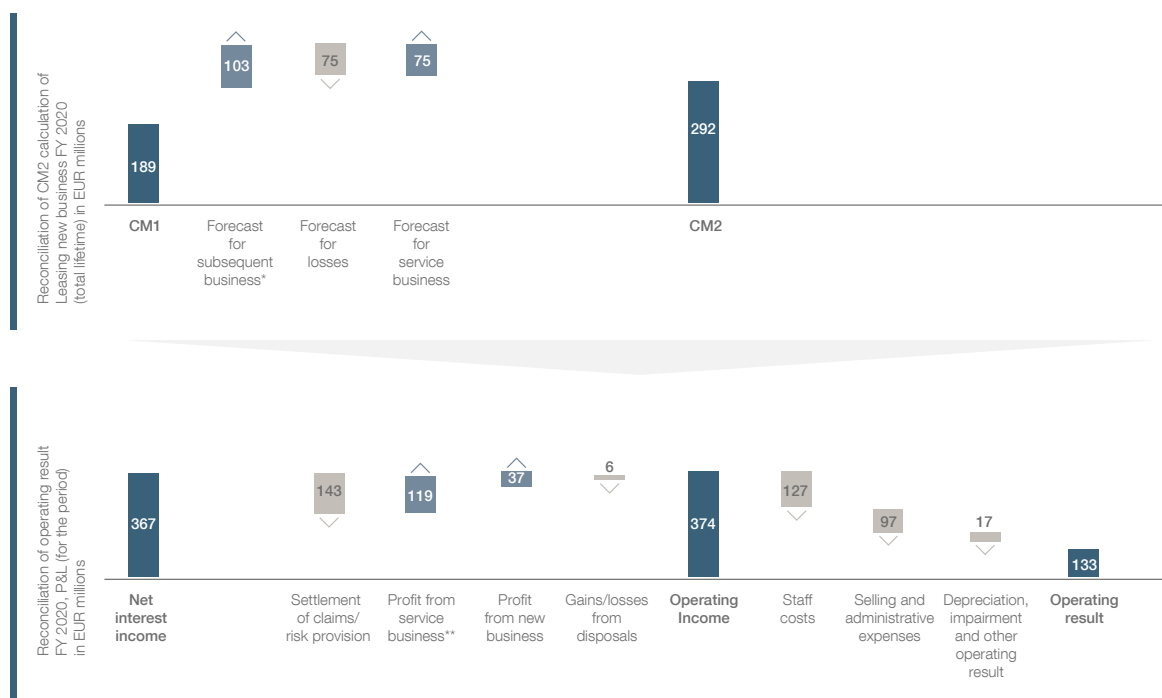 Reconciliation of CM2 calculation of
Leasing new business FY 2020
(total lifetime) in EUR millions
189
103
75
75
292
CM1
Forecast
for
subsequent
business*
Forecast
for
losses
Forecast
for
service
business
CM2
Reconciliation of operating result
FY 2020, P&L (for the period)
in EUR millions
367
143
119
37
6
374
127
97
17
133
Net
interest
income
Settlement
of claims/
risk provision
Profit from
service
business**
Profit
from new
business
Gains/losses
from
disposals
Operating
Income
Staff
costs
Selling and
administrative
expenses
Depreciation,
impairment
and other
operating
result
Operating
result